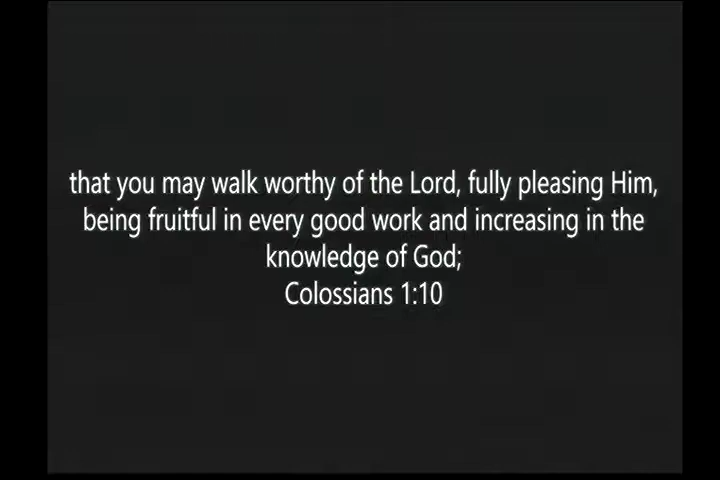 that you may walk worthy of the Lord, fully pleasing Him,
being fruitful in every good work and increasing in the
knowledge of God;
Colossians 1:10